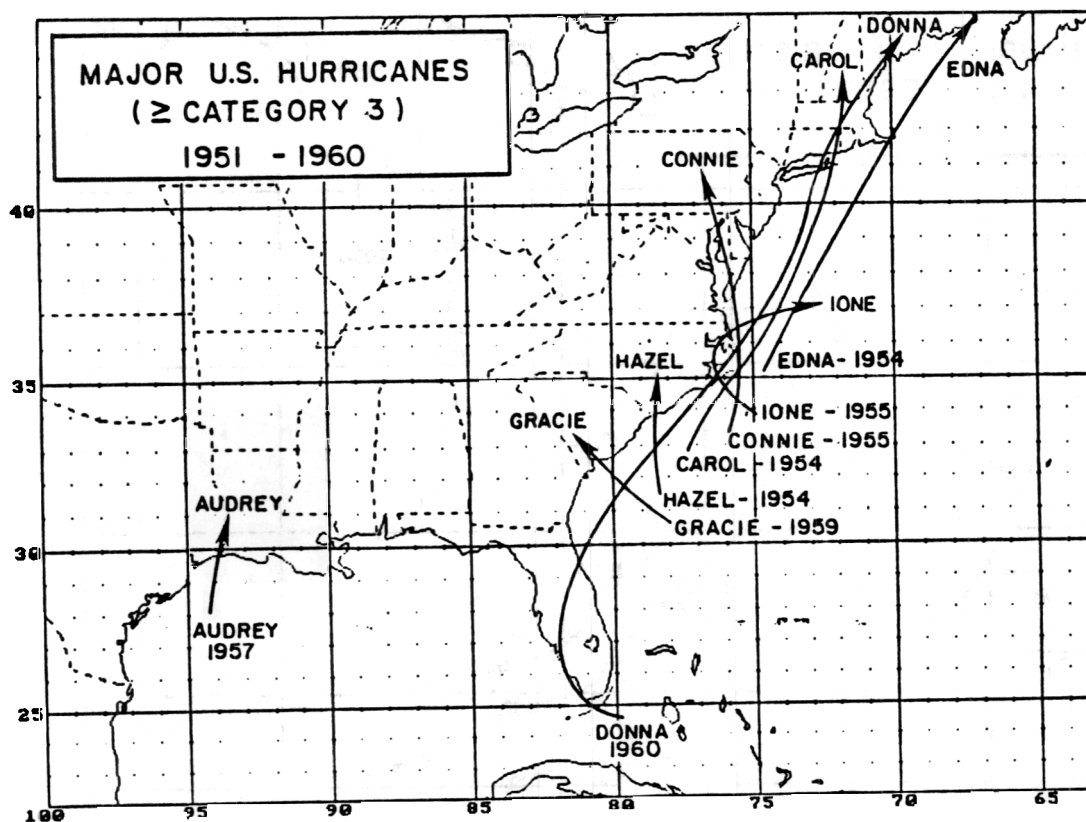 MAJOR U.S. HURRICANES
(≥ CATEGORY 3)
1951 - 1960
DONNA
CAROL
EDNA
CONNIE
40
IONE
HAZEL
EDNA - 1954
35
GRACIE
IONE - 1955
CONNIE - 1955
CAROL - 1954
AUDREY
HAZEL - 1954
GRACIE - 1959
30
AUDREY
1957
25
DONNA
1960
100 95 90 85 80 75 70 65